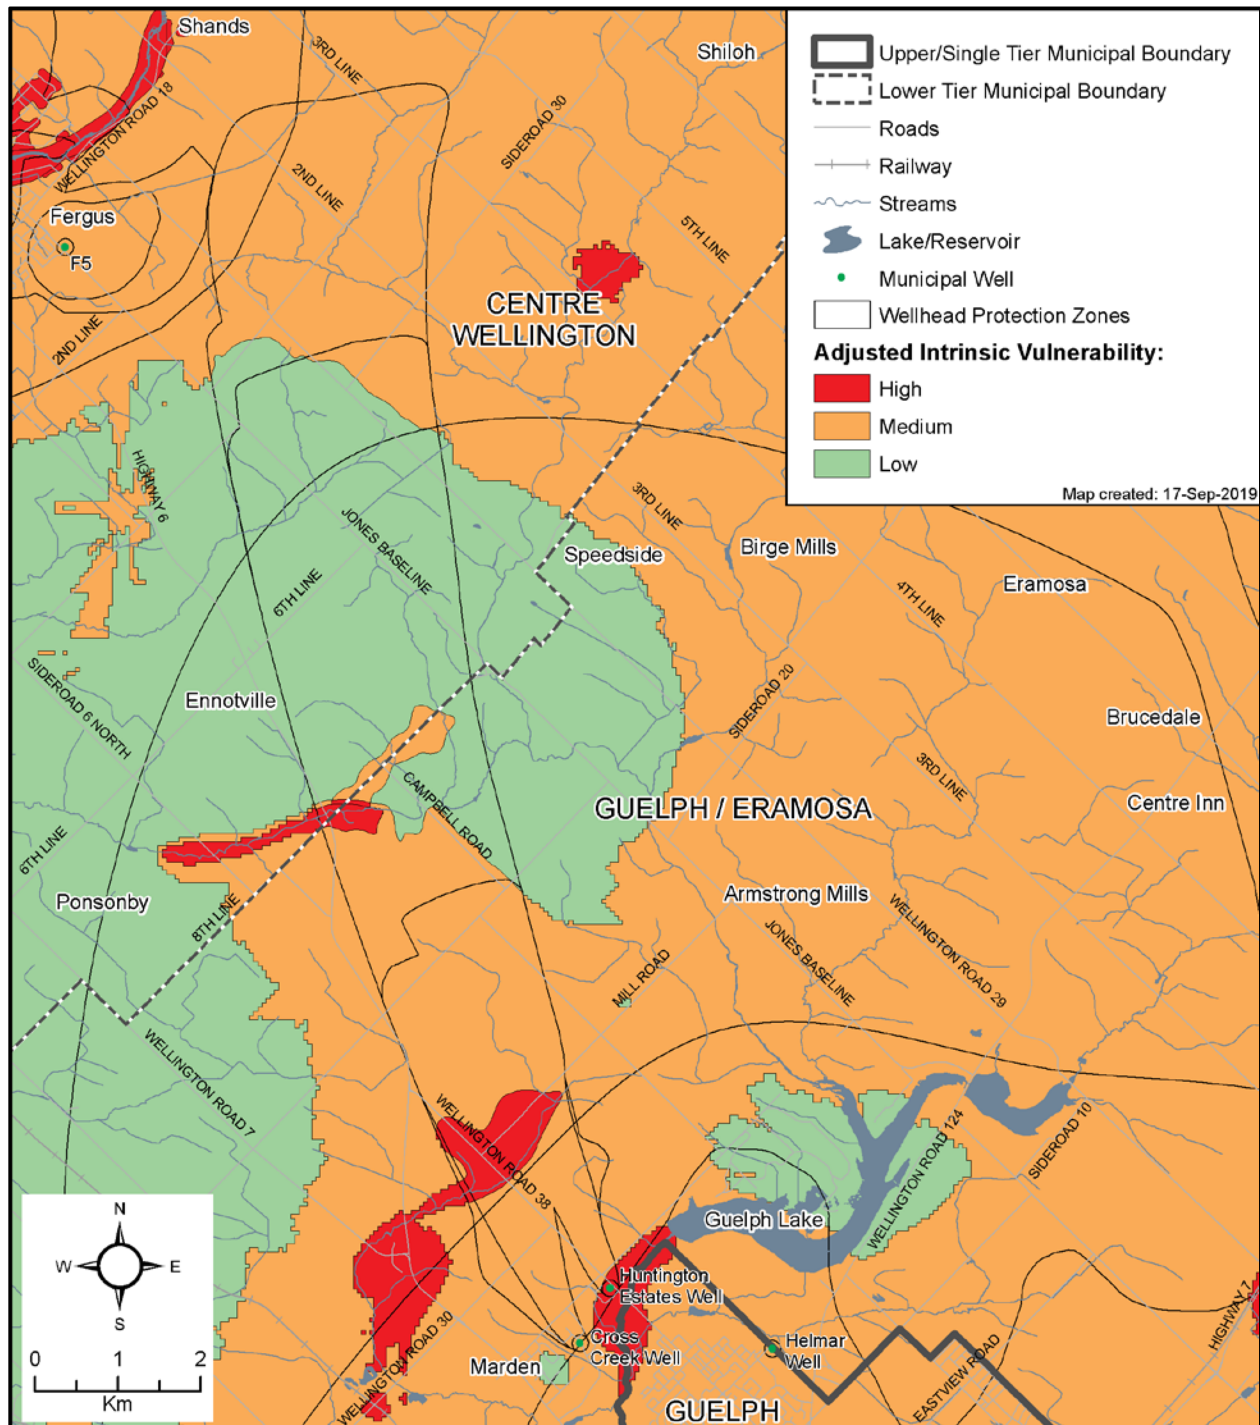 Shands
Shiloh
3RD LINE
WELLINGTON ROAD 18
SIDEROAD 30
2ND LINE
5TH LINE
Fergus
F5
2ND LINE
CENTRE
WELLINGTON
Upper/Single Tier Municipal Boundary
Lower Tier Municipal Boundary
Roads
Railway
Streams
Lake/Reservoir
Municipal Well
Wellhead Protection Zones
Adjusted Intrinsic Vulnerability:
High
Medium
Low
Map created: 17-Sep-2019
HIGHWAY 6
JONES BASELINE
6TH LINE
3RD LINE
Speedside
Birge Mills
4TH LINE
Eramosa
SIDEROAD 6 NORTH
Ennotville
SIDEROAD 20
Brucedale
3RD LINE
CAMPBELL ROAD
GUELPH / ERAMOSA
Centre Inn
6TH LINE
Ponsonby
8TH LINE
Armstrong Mills
WELLINGTON ROAD 29
JONES BASELINE
MILL ROAD
WELLINGTON ROAD 7
WELLINGTON ROAD 38
WELLINGTON ROAD 124
SIDEROAD 10
Guelph Lake
Huntington
Estates Well
Cross
Creek Well
Helmar
Well
Marden
WELLINGTON ROAD 30
EASTVIEW ROAD
HIGHWAY 7
GUELPH
N
W E
S
0 1 2
Km